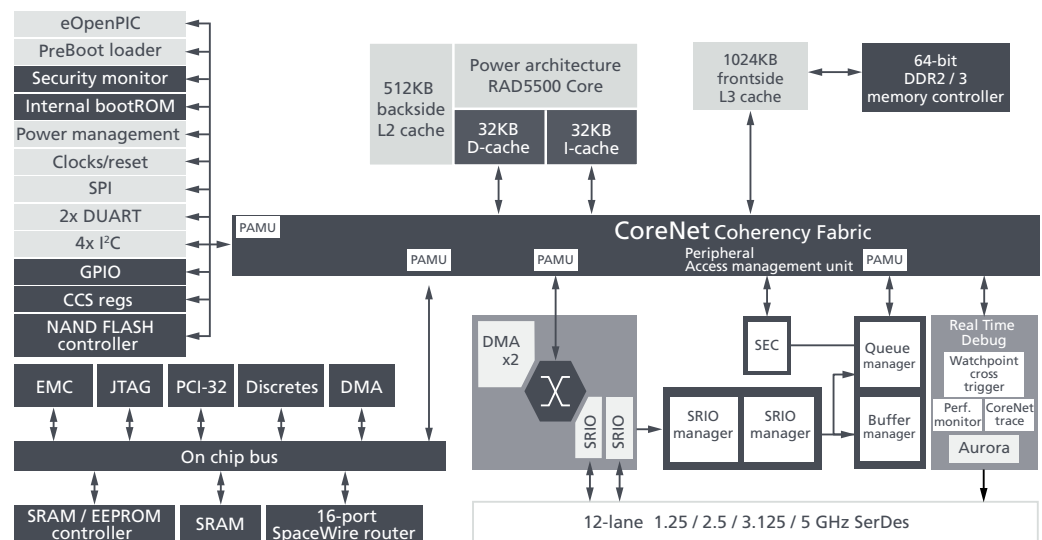 eOpenPIC
PreBoot loader
Security monitor
Internal bootROM
Power management
Clocks/reset
SPI
2x DUART
4x I²C
GPIO
CCS regs
NAND FLASH
controller
512KB
backside
L2 cache
Power architecture
RAD5500 Core
32KB
D-cache
32KB
I-cache
1024KB
frontside
L3 cache
64-bit
DDR2 / 3
memory controller
PAMU
CoreNet Coherency Fabric
PAMU
PAMU
Peripheral
Access management unit
PAMU
EMC
JTAG
PCI-32
Discretes
DMA
On chip bus
SRAM / EEPROM
controller
SRAM
16-port
SpaceWire router
DMA
x2
SRIO
SRIO
SRIO
manager
SRIO
manager
SEC
Queue
manager
Buffer
manager
Real Time
Debug
Watchpoint
cross
trigger
Perf.
monitor
CoreNet
trace
Aurora
12-lane 1.25 / 2.5 / 3.125 / 5 GHz SerDes